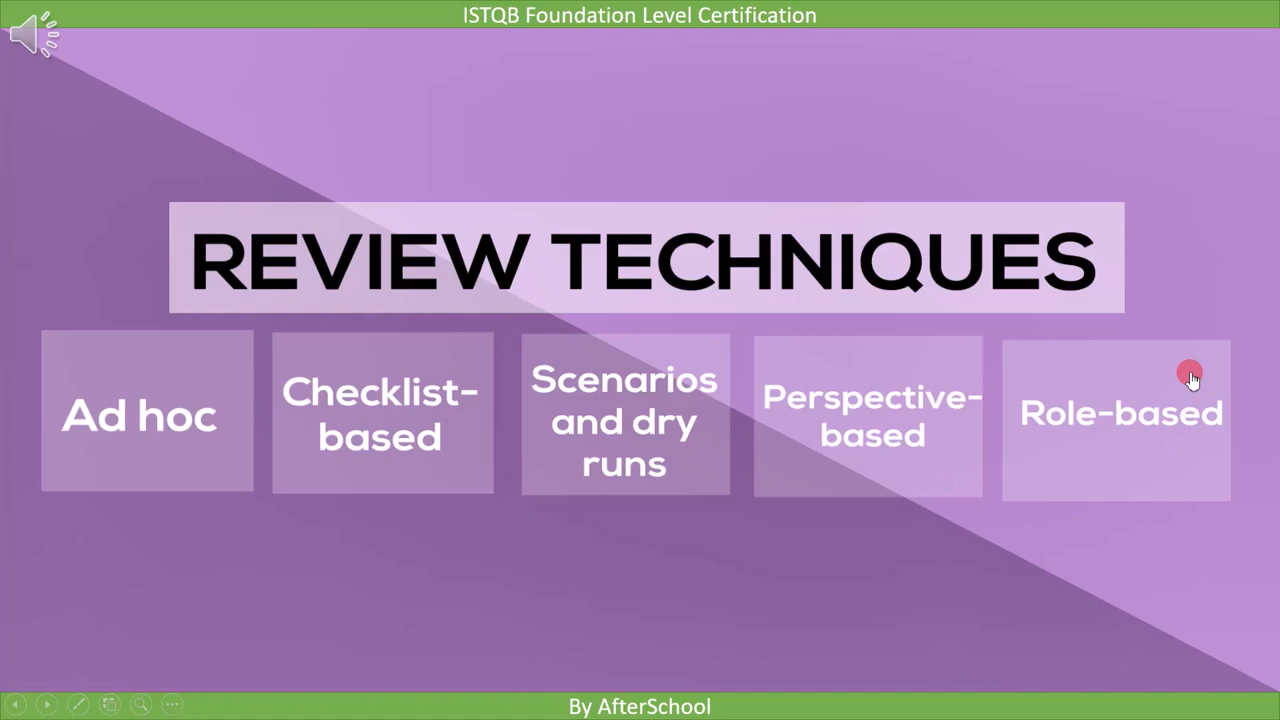 ISTQB Foundation Level Certification
REVIEW TECHNIQUES
Ad hoc
Checklist-
based
Scenarios
and dry
runs
Perspective-
based
Role-based
By AfterSchool